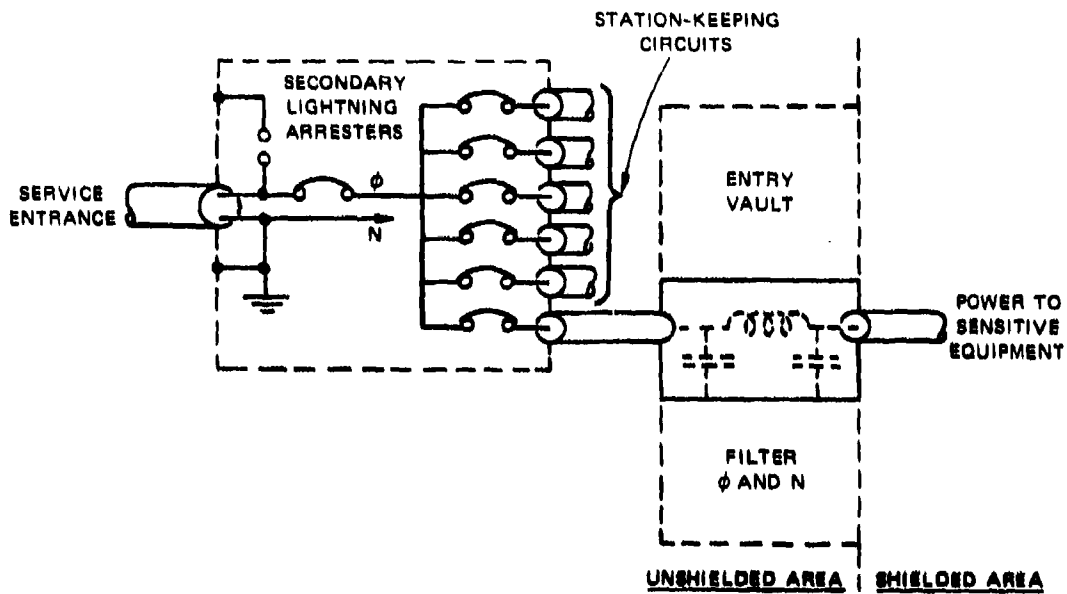 STATION-KEEPING
CIRCUITS
SECONDARY
LIGHTNING
ARRESTERS
SERVICE
ENTRANCE
ϕ
N
ENTRY
VAULT
POWER TO
SENSITIVE
EQUIPMENT
FILTER
ϕ AND N
UNSHIELDED AREA
SHIELDED AREA